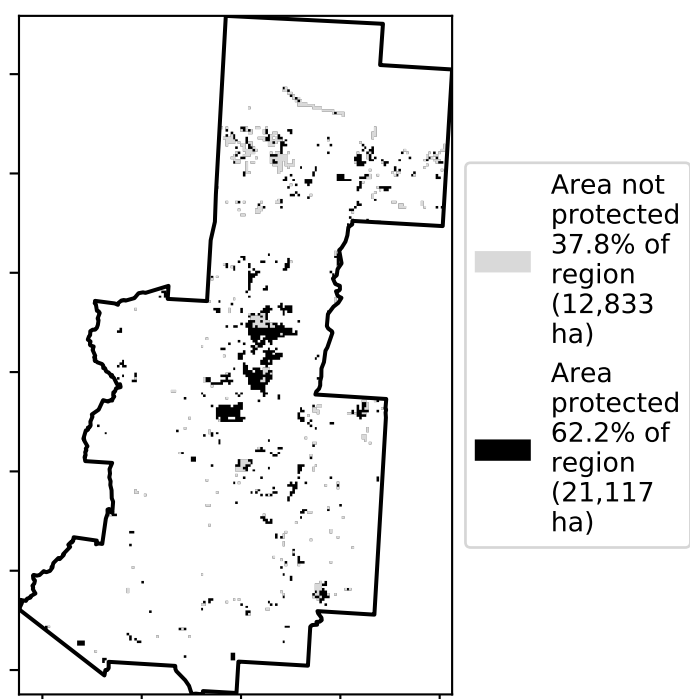 Area not
protected
37.8% of
region
(12,833
ha)
Area
protected
62.2% of
region
(21,117
ha)